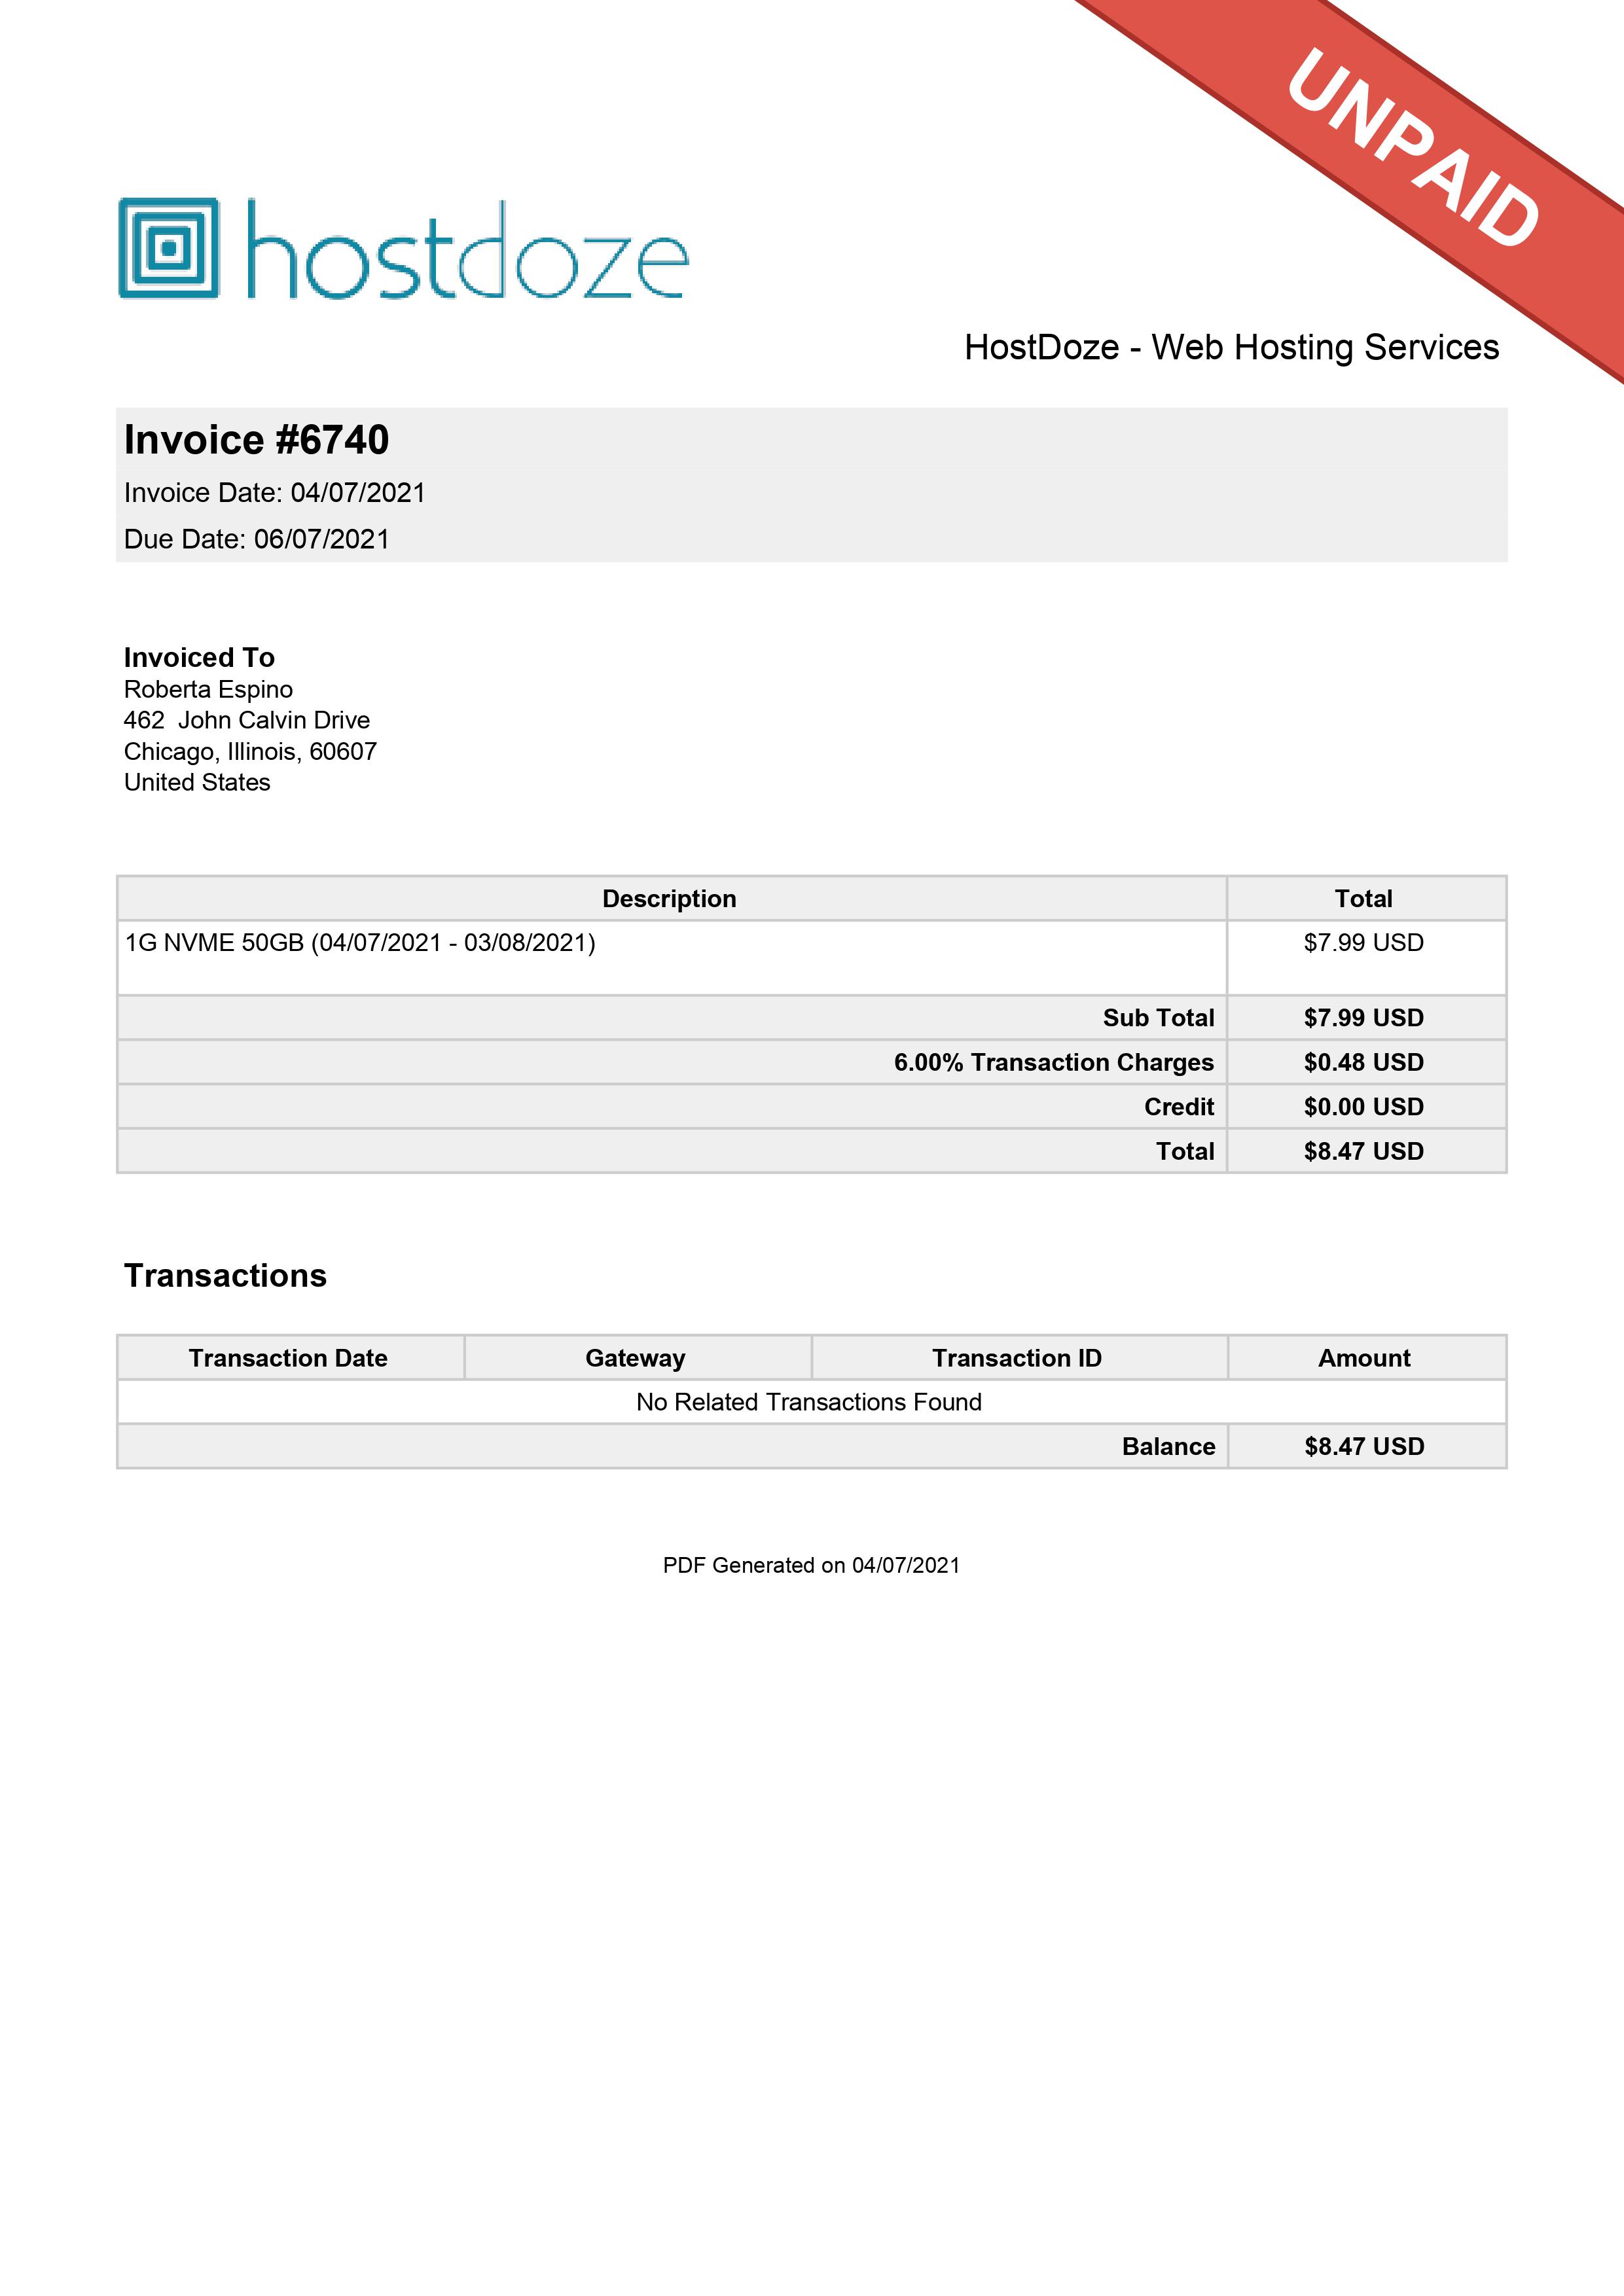 UNPAID
hostdoze
HostDoze - Web Hosting Services
Invoice #6740
Invoice Date: 04/07/2021
Due Date: 06/07/2021
Invoiced To
Roberta Espino
462  John Calvin Drive
Chicago, Illinois, 60607
United States
Description Total
1G NVME 50GB (04/07/2021 - 03/08/2021) $7.99 USD
Sub Total $7.99 USD
6.00% Transaction Charges $0.48 USD
Credit $0.00 USD
Total $8.47 USD
Transactions
Transaction Date Gateway Transaction ID Amount
No Related Transactions Found
Balance $8.47 USD
PDF Generated on 04/07/2021